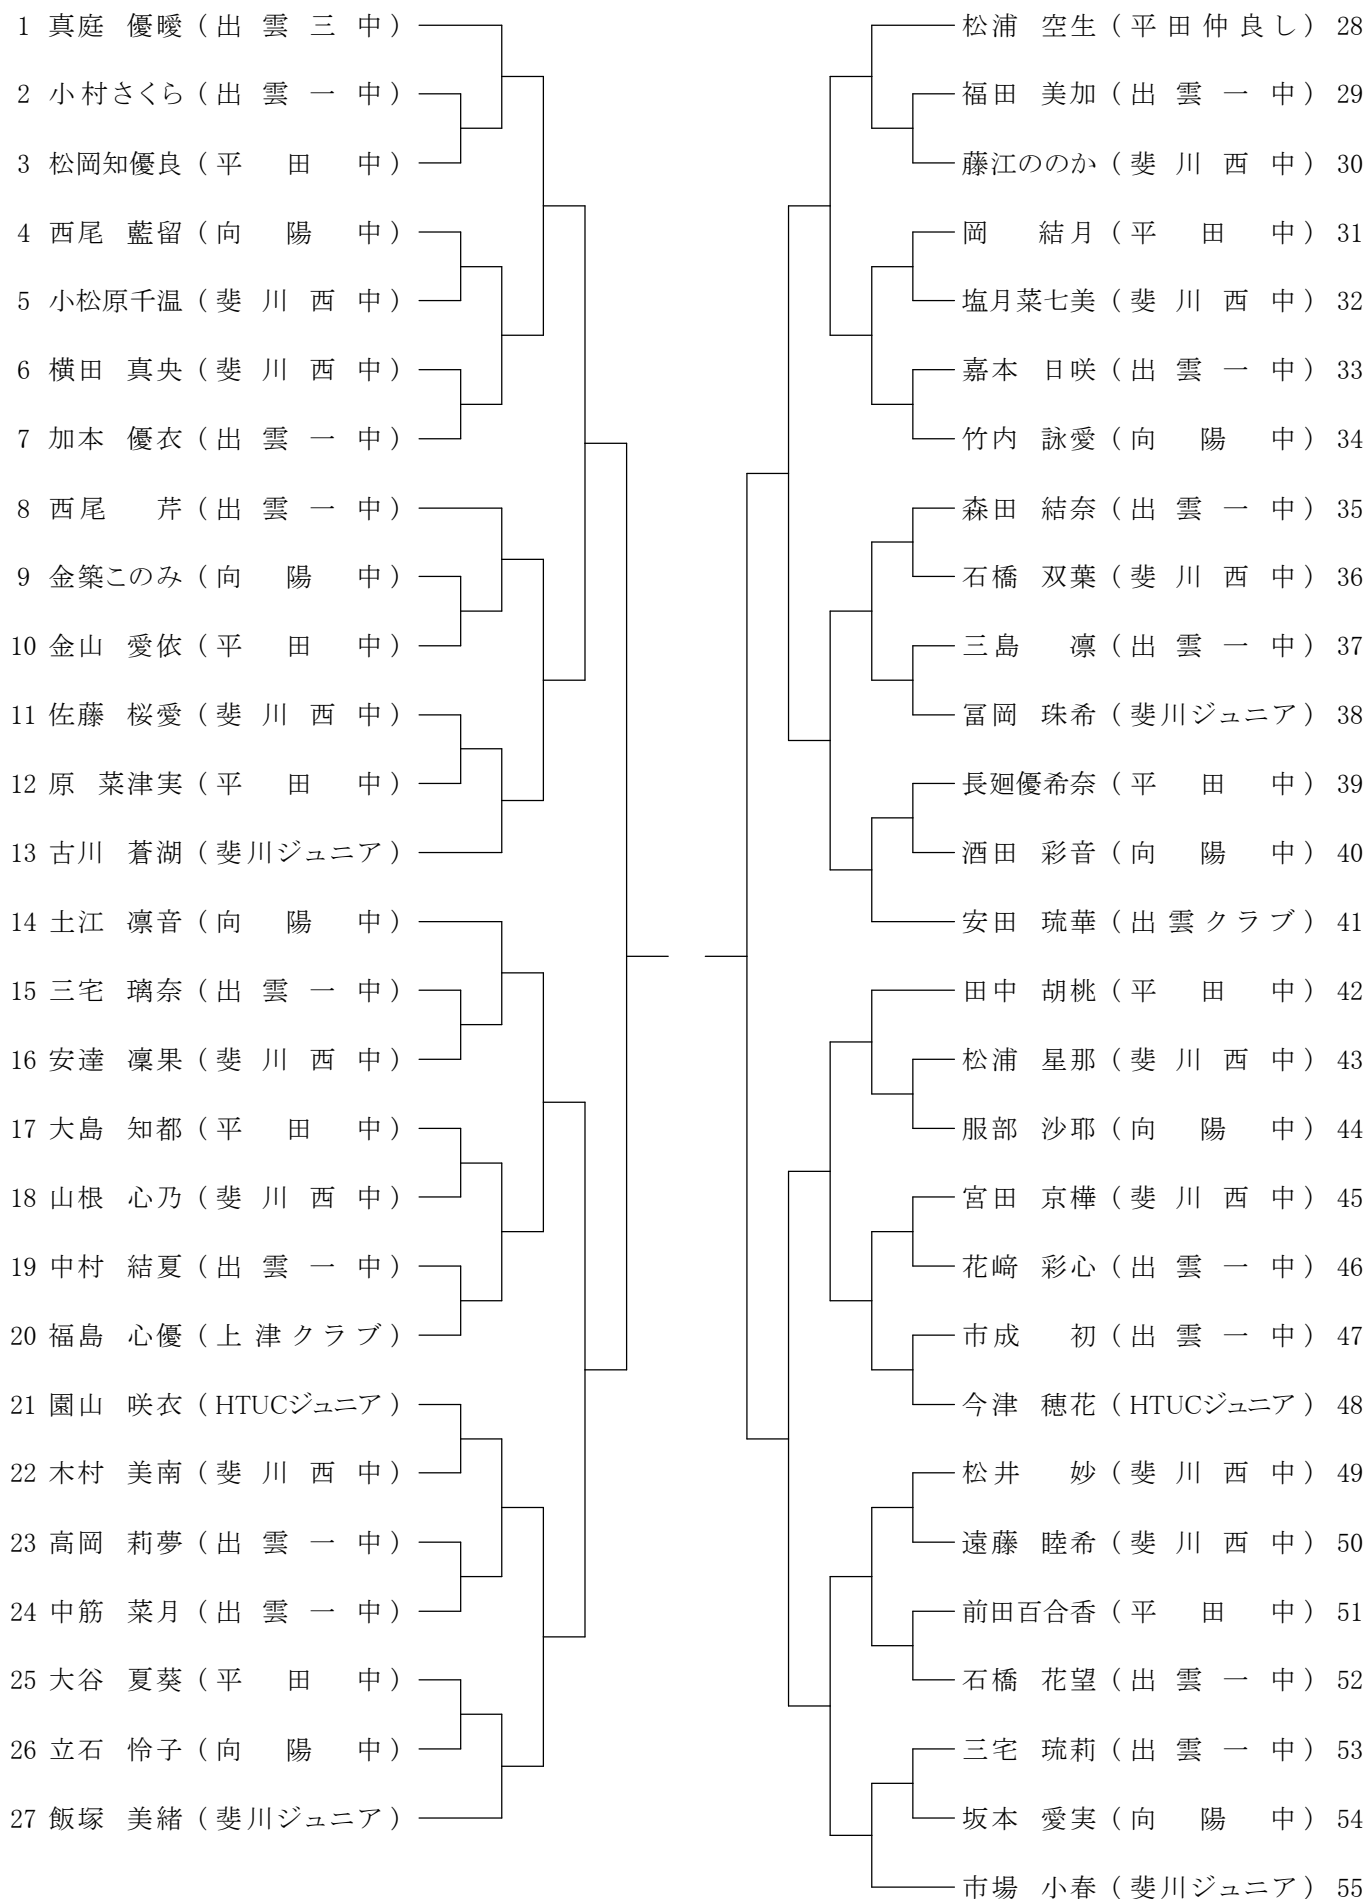 1 真庭 優曖 ( 出 雲 三 中 )
2 小村さくら ( 出 雲 一 中 )
3 松岡知優良 ( 平 田 中 )
4 西尾 藍留 ( 向 陽 中 )
5 小松原千温 ( 斐 川 西 中 )
6 横田 真央 ( 斐 川 西 中 )
7 加本 優衣 ( 出 雲 一 中 )
8 西尾 芹 ( 出 雲 一 中 )
9 金築このみ ( 向 陽 中 )
10 金山 愛依 ( 平 田 中 )
11 佐藤 桜愛 ( 斐 川 西 中 )
12 原 菜津実 ( 平 田 中 )
13 古川 蒼湖 ( 斐川ジュニア )
14 土江 凛音 ( 向 陽 中 )
15 三宅 璃奈 ( 出 雲 一 中 )
16 安達 凜果 ( 斐 川 西 中 )
17 大島 知都 ( 平 田 中 )
18 山根 心乃 ( 斐 川 西 中 )
19 中村 結夏 ( 出 雲 一 中 )
20 福島 心優 ( 上 津 クラブ )
21 園山 咲衣 ( HTUCジュニア )
22 木村 美南 ( 斐 川 西 中 )
23 高岡 莉夢 ( 出 雲 一 中 )
24 中筋 菜月 ( 出 雲 一 中 )
25 大谷 夏葵 ( 平 田 中 )
26 立石 怜子 ( 向 陽 中 )
27 飯塚 美緒 ( 斐川ジュニア )
松浦 空生 ( 平 田 仲 良 し ) 28
福田 美加 ( 出 雲 一 中 ) 29
藤江ののか ( 斐 川 西 中 ) 30
岡 結月 ( 平 田 中 ) 31
塩月菜七美 ( 斐 川 西 中 ) 32
嘉本 日咲 ( 出 雲 一 中 ) 33
竹内 詠愛 ( 向 陽 中 ) 34
森田 結奈 ( 出 雲 一 中 ) 35
石橋 双葉 ( 斐 川 西 中 ) 36
三島 凛 ( 出 雲 一 中 ) 37
冨岡 珠希 ( 斐川ジュニア ) 38
長廻優希奈 ( 平 田 中 ) 39
酒田 彩音 ( 向 陽 中 ) 40
安田 琉華 ( 出 雲 クラブ ) 41
田中 胡桃 ( 平 田 中 ) 42
松浦 星那 ( 斐 川 西 中 ) 43
服部 沙耶 ( 向 陽 中 ) 44
宮田 京樺 ( 斐 川 西 中 ) 45
花﨑 彩心 ( 出 雲 一 中 ) 46
市成 初 ( 出 雲 一 中 ) 47
今津 穂花 ( HTUCジュニア ) 48
松井 妙 ( 斐 川 西 中 ) 49
遠藤 睦希 ( 斐 川 西 中 ) 50
前田百合香 ( 平 田 中 ) 51
石橋 花望 ( 出 雲 一 中 ) 52
三宅 琉莉 ( 出 雲 一 中 ) 53
坂本 愛実 ( 向 陽 中 ) 54
市場 小春 ( 斐川ジュニア ) 55